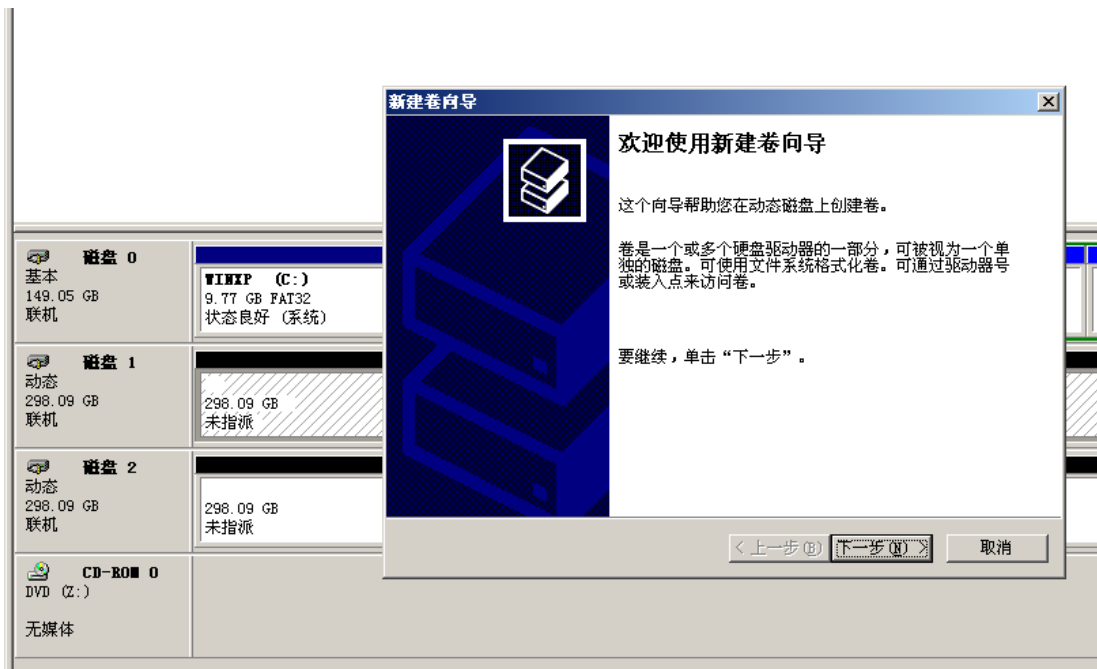 新建卷向导
欢迎使用新建卷向导
这个向导帮助您在动态磁盘上创建卷。
卷是一个或多个硬盘驱动器的一部分，可被视为一个单
独的磁盘。可使用文件系统格式化卷。可通过驱动器号
或装入点来访问卷。
要继续，单击“下一步”。
< 上一步(B)
下一步(N) >
取消
磁盘 0
基本
149.05 GB
联机
WINXP (C:)
9.77 GB FAT32
状态良好 (系统)
磁盘 1
动态
298.09 GB
联机
298.09 GB
未指派
磁盘 2
动态
298.09 GB
联机
298.09 GB
未指派
CD-ROM 0
DVD (Z:)
无媒体